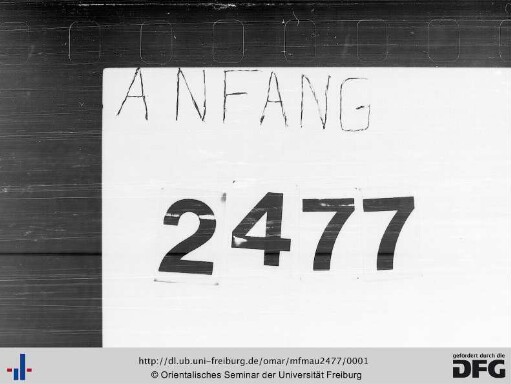 ANFANG
2477
http://dl.ub.uni-freiburg.de/omar/mfmau2477/0001
© Orientalisches Seminar der Universität Freiburg
gefördert durch die
DFG